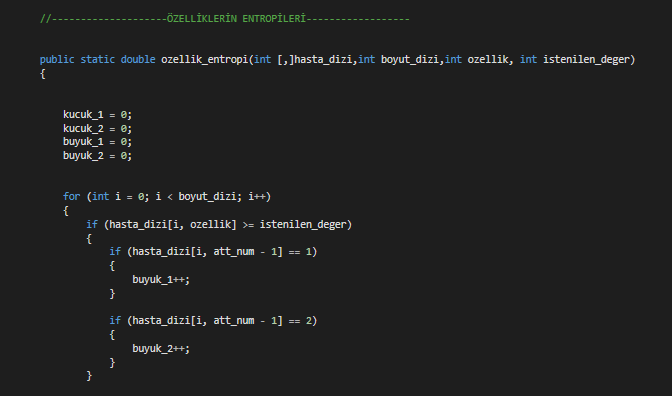 //--------------------ÖZELLİKLERİN ENTROPİLERİ------------------
public static double ozellik_entropi(int [,]hasta_dizi,int boyut_dizi,int ozellik, int istenilen_deger)
{
kucuk_1 = 0;
kucuk_2 = 0;
buyuk_1 = 0;
buyuk_2 = 0;
for (int i = 0; i < boyut_dizi; i++)
{
if (hasta_dizi[i, ozellik] >= istenilen_deger)
{
if (hasta_dizi[i, att_num - 1] == 1)
{
buyuk_1++;
}
if (hasta_dizi[i, att_num - 1] == 2)
{
buyuk_2++;
}
}